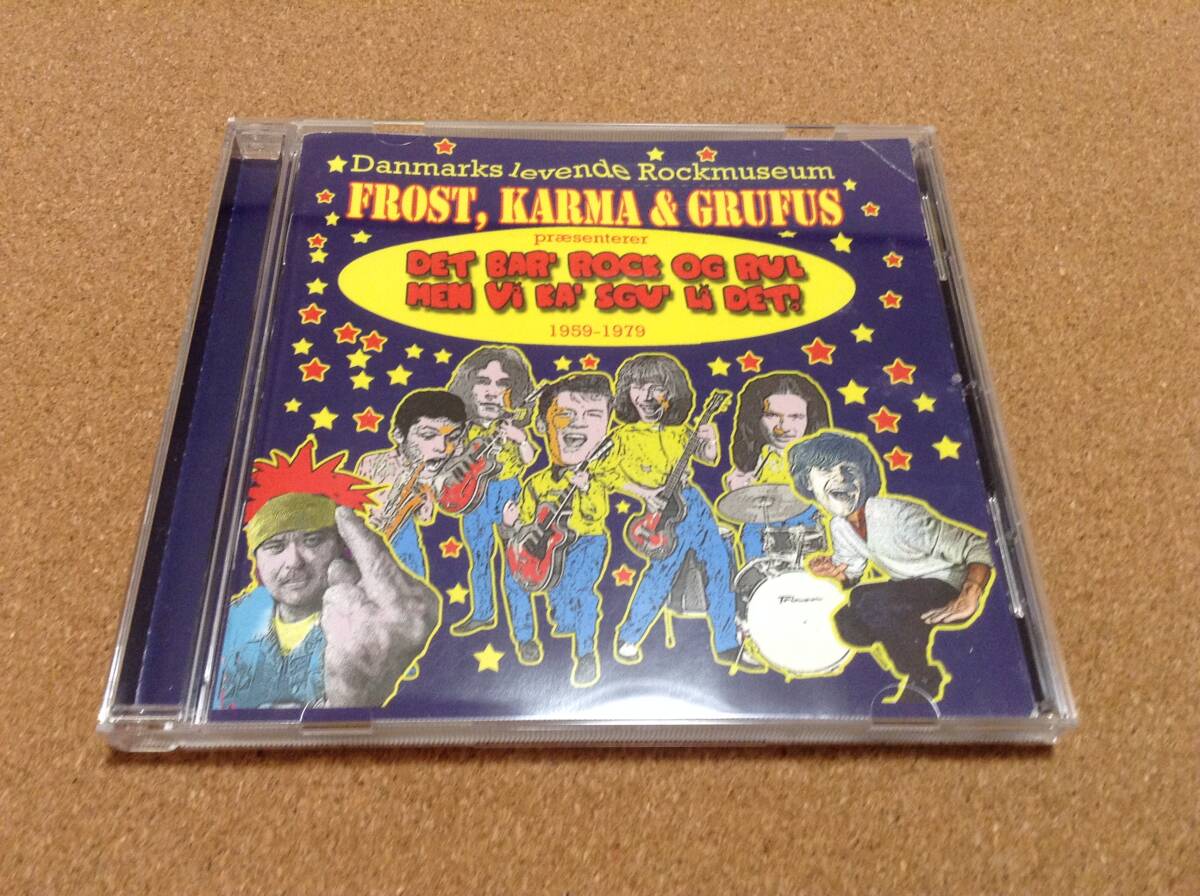 Danmarks levende Rockmuseum
FROST, KARMA & GRUFUS
præsenterer
DET BAR' ROCK OG RUL
MEN Vi KA' SGU' Li DET!
1959-1979